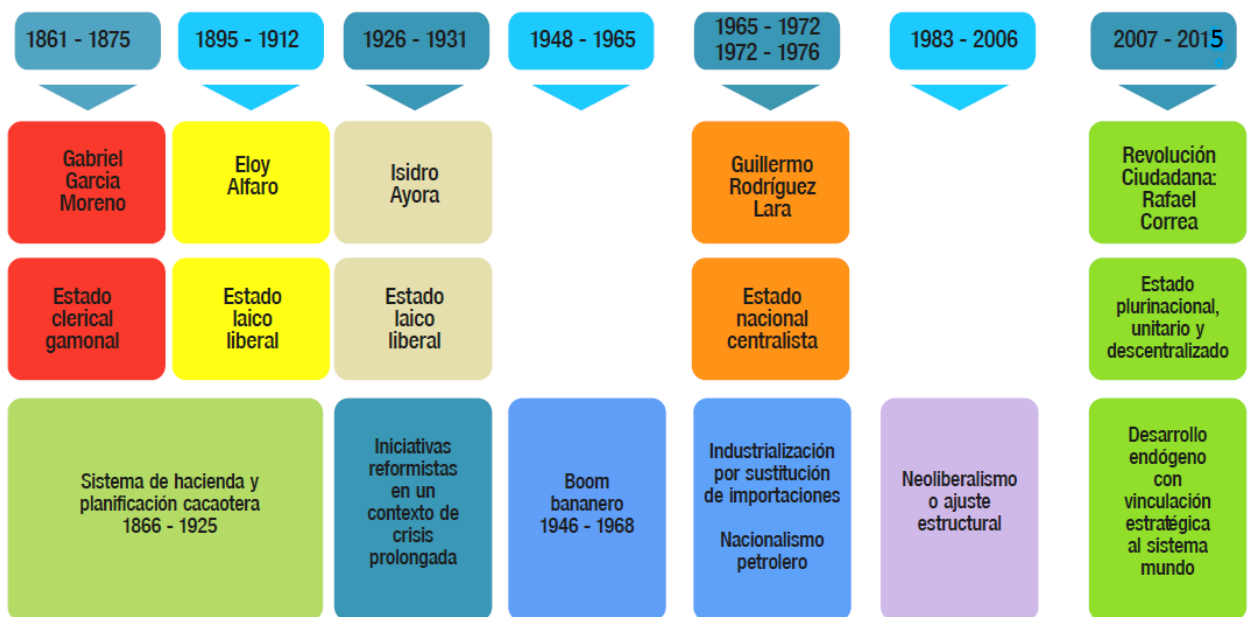 1861 - 1875
1895 - 1912
1926 - 1931
1948 - 1965
1965 - 1972
1972 - 1976
1983 - 2006
2007 - 2015
Gabriel
Garcia
Moreno
Eloy
Alfaro
Isidro
Ayora
Guillermo
Rodríguez
Lara
Revolución
Ciudadana:
Rafael
Correa
Estado
clerical
gamonal
Estado
laico
liberal
Estado
laico
liberal
Estado
nacional
centralista
Estado
plurinacional,
unitario y
descentralizado
Sistema de hacienda y
planificación cacaotera
1866 - 1925
Iniciativas
reformistas
en un
contexto de
crisis
prolongada
Boom
bananero
1946 - 1968
Industrialización
por sustitución
de importaciones
Nacionalismo
petrolero
Neoliberalismo
o ajuste
estructural
Desarrollo
endógeno
con
vinculación
estratégica
al sistema
mundo